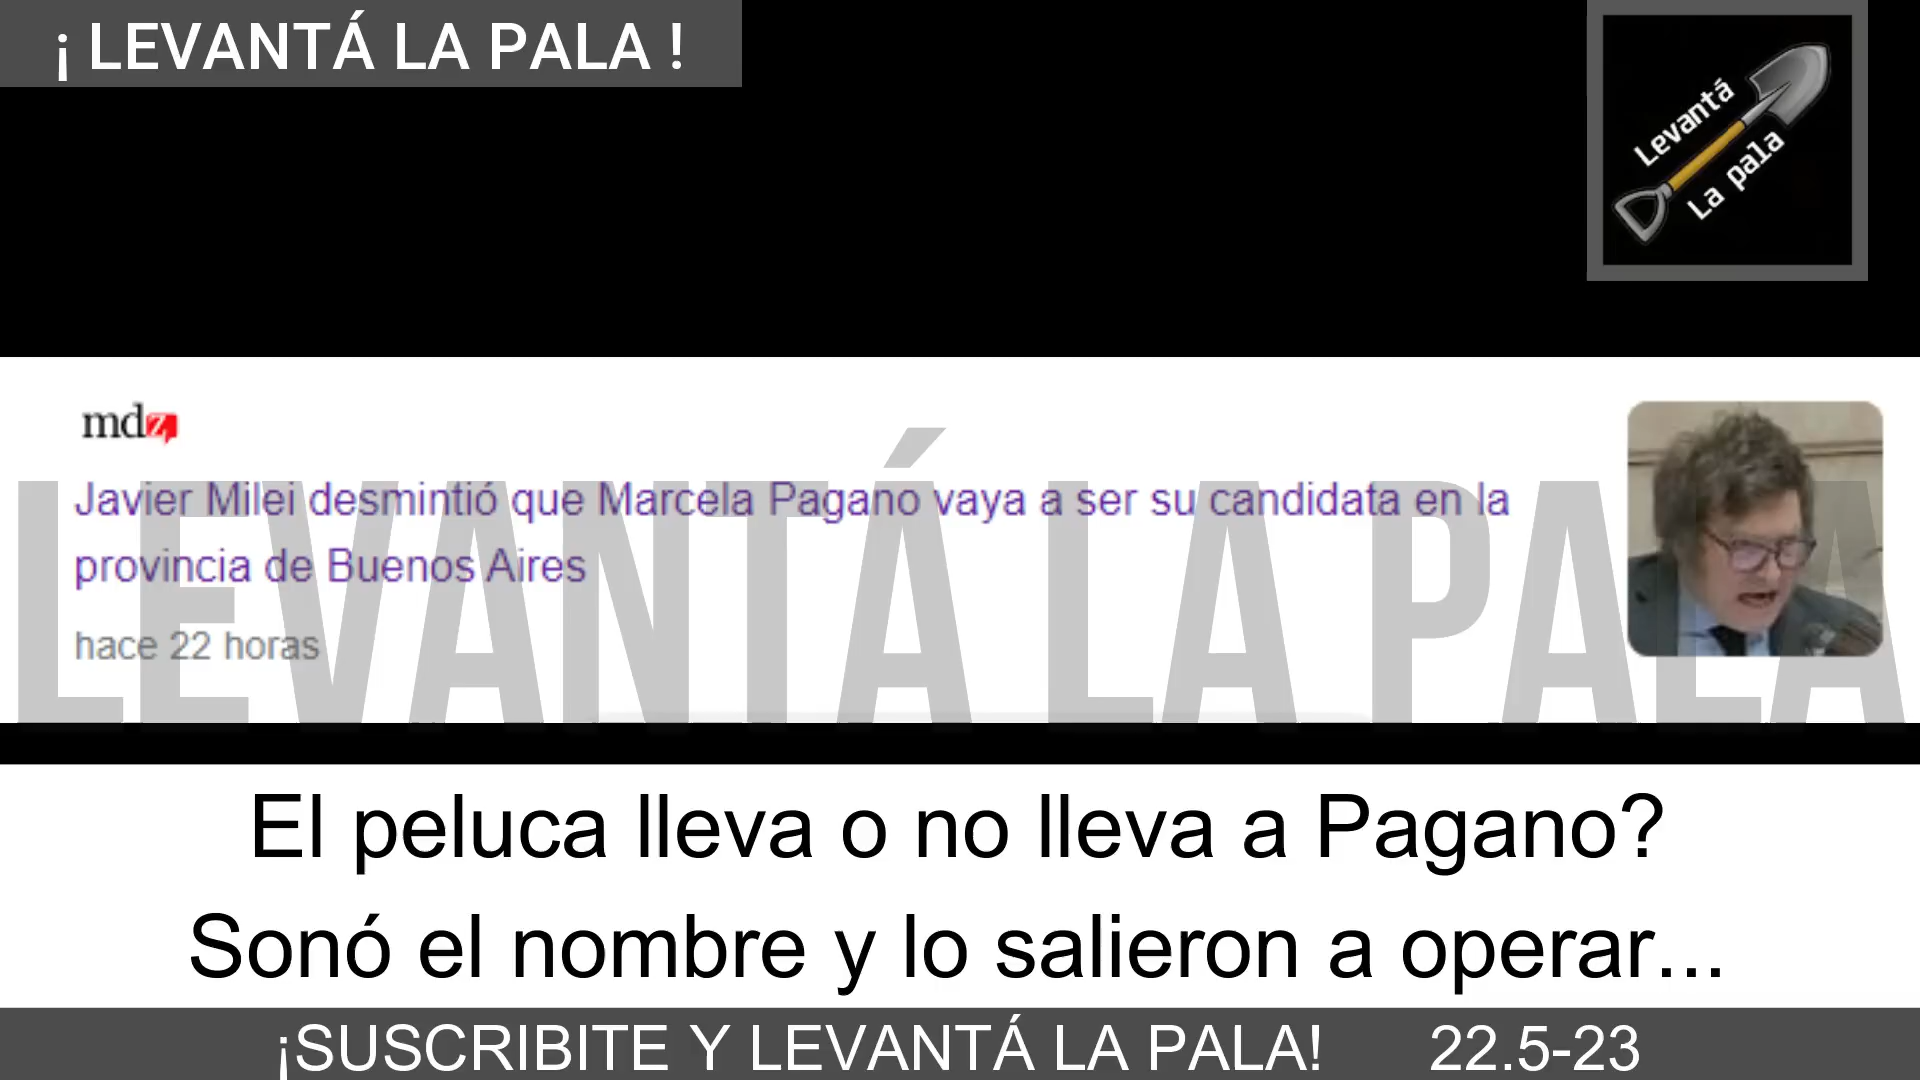 ¡ LEVANTÁ LA PALA !
Levantá
La pala
mdz
Javier Milei desmintió que Marcela Pagano vaya a ser su candidata en la
provincia de Buenos Aires
hace 22 horas
LEVANTÁ LA PALA
El peluca lleva o no lleva a Pagano?
Sonó el nombre y lo salieron a operar...
¡SUSCRIBITE Y LEVANTÁ LA PALA! 22.5-23